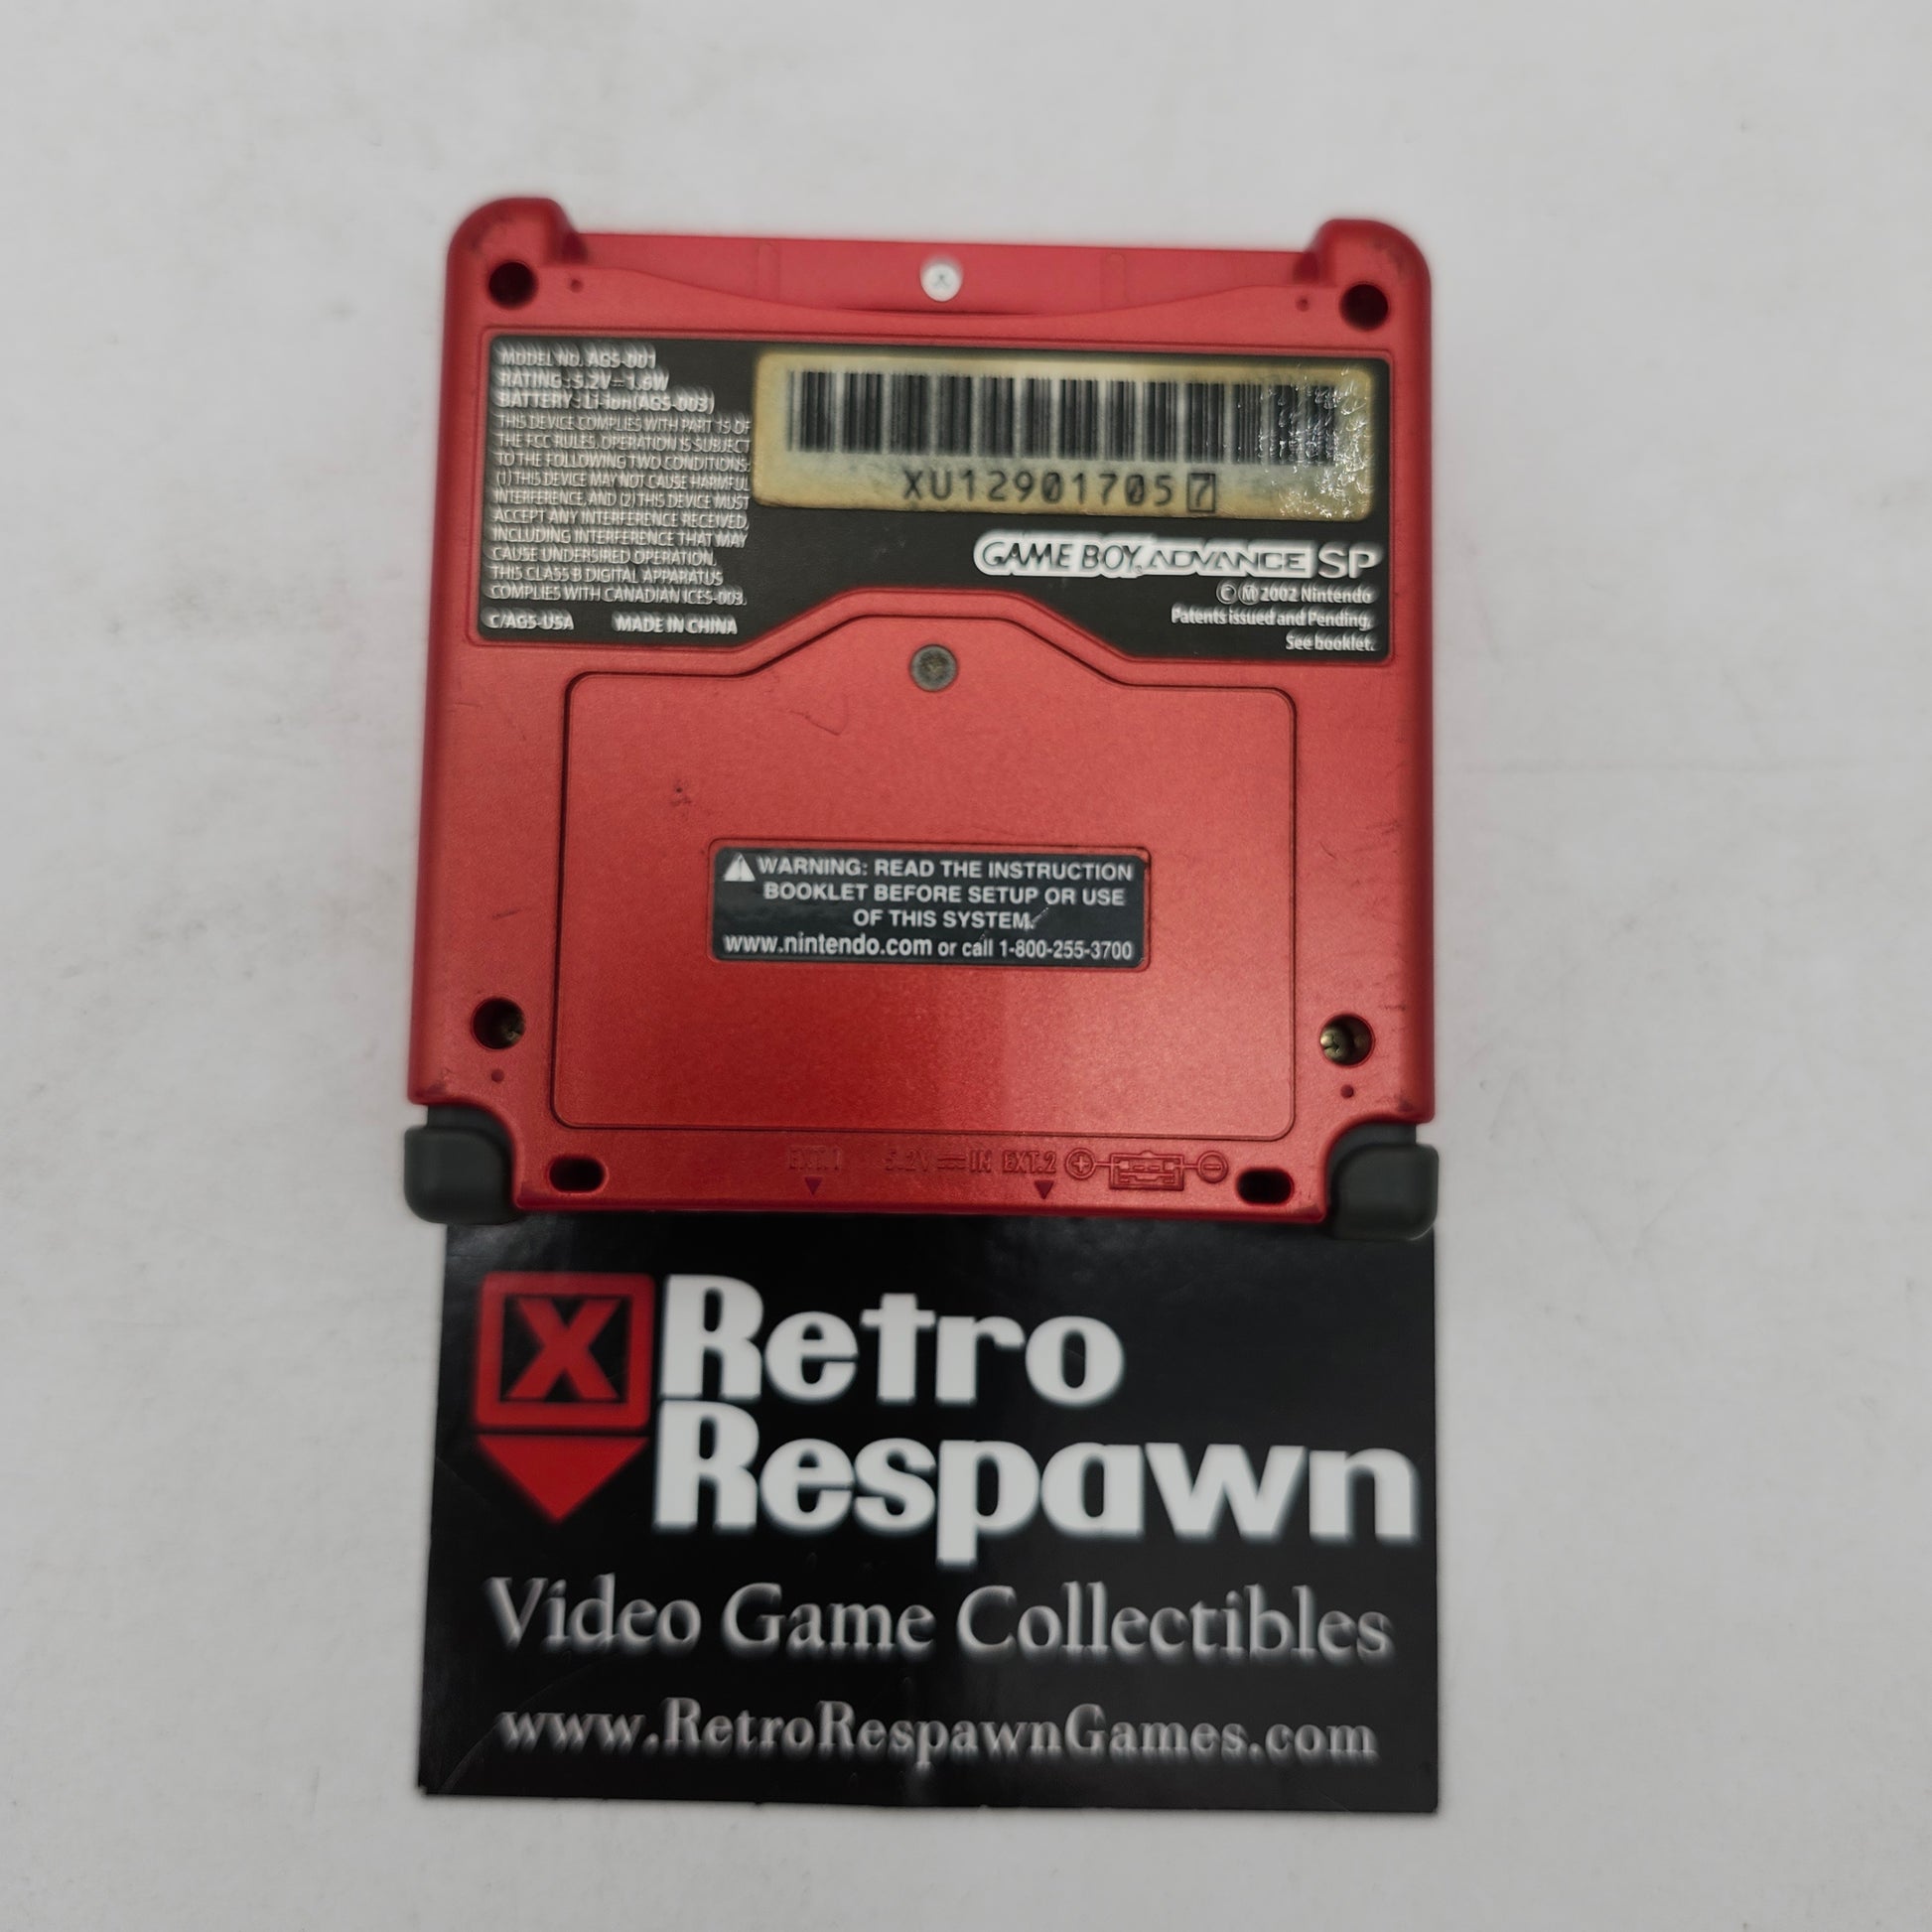 MODEL NO. AGS-001
RATING: 5.2V⎓1.6W
BATTERY: Li-ion(AGS-003)
THIS DEVICE COMPLIES WITH PART 15 OF
THE FCC RULES. OPERATION IS SUBJECT
TO THE FOLLOWING TWO CONDITIONS:
(1) THIS DEVICE MAY NOT CAUSE HARMFUL
INTERFERENCE, AND (2) THIS DEVICE MUST
ACCEPT ANY INTERFERENCE RECEIVED,
INCLUDING INTERFERENCE THAT MAY
CAUSE UNDERSIRED OPERATION.
THIS CLASS B DIGITAL APPARATUS
COMPLIES WITH CANADIAN ICES-003.
C/AGS-USA MADE IN CHINA
XU129017057
GAME BOY ADVANCE SP
©Ⓜ2002 Nintendo
Patents issued and Pending.
See booklet.
⚠WARNING: READ THE INSTRUCTION
BOOKLET BEFORE SETUP OR USE
OF THIS SYSTEM.
www.nintendo.com or call 1-800-255-3700
EXT.1 5.2V⎓IN EXT.2
X Retro
Respawn
Video Game Collectibles
www.RetroRespawnGames.com